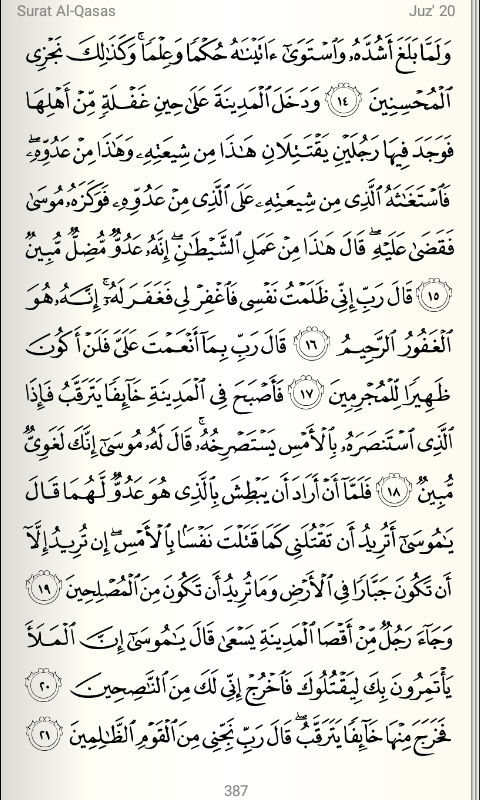 Surat Al-Qasas Juz' 20
وَلَمَّا بَلَغَ أَشُدَّهُۥ وَٱسْتَوَىٰٓ ءَاتَيْنَٰهُ حُكْمًا وَعِلْمًا ۚ وَكَذَٰلِكَ نَجْزِى
ٱلْمُحْسِنِينَ ١٤ وَدَخَلَ ٱلْمَدِينَةَ عَلَىٰ حِينِ غَفْلَةٍ مِّنْ أَهْلِهَا
فَوَجَدَ فِيهَا رَجُلَيْنِ يَقْتَتِلَانِ هَٰذَا مِن شِيعَتِهِۦ وَهَٰذَا مِنْ عَدُوِّهِۦ ۖ
فَٱسْتَغَٰثَهُ ٱلَّذِى مِن شِيعَتِهِۦ عَلَى ٱلَّذِى مِنْ عَدُوِّهِۦ فَوَكَزَهُۥ مُوسَىٰ
فَقَضَىٰ عَلَيْهِ ۖ قَالَ هَٰذَا مِنْ عَمَلِ ٱلشَّيْطَٰنِ ۖ إِنَّهُۥ عَدُوٌّ مُّضِلٌّ مُّبِينٌ
١٥ قَالَ رَبِّ إِنِّى ظَلَمْتُ نَفْسِى فَٱغْفِرْ لِى فَغَفَرَ لَهُۥٓ ۚ إِنَّهُۥ هُوَ
ٱلْغَفُورُ ٱلرَّحِيمُ ١٦ قَالَ رَبِّ بِمَآ أَنْعَمْتَ عَلَىَّ فَلَنْ أَكُونَ
ظَهِيرًا لِّلْمُجْرِمِينَ ١٧ فَأَصْبَحَ فِى ٱلْمَدِينَةِ خَآئِفًا يَتَرَقَّبُ فَإِذَا
ٱلَّذِى ٱسْتَنصَرَهُۥ بِٱلْأَمْسِ يَسْتَصْرِخُهُۥ ۚ قَالَ لَهُۥ مُوسَىٰٓ إِنَّكَ لَغَوِىٌّ
مُّبِينٌ ١٨ فَلَمَّآ أَنْ أَرَادَ أَن يَبْطِشَ بِٱلَّذِى هُوَ عَدُوٌّ لَّهُمَا قَالَ
يَٰمُوسَىٰٓ أَتُرِيدُ أَن تَقْتُلَنِى كَمَا قَتَلْتَ نَفْسًۢا بِٱلْأَمْسِ ۖ إِن تُرِيدُ إِلَّآ
أَن تَكُونَ جَبَّارًا فِى ٱلْأَرْضِ وَمَا تُرِيدُ أَن تَكُونَ مِنَ ٱلْمُصْلِحِينَ ١٩
وَجَآءَ رَجُلٌ مِّنْ أَقْصَا ٱلْمَدِينَةِ يَسْعَىٰ قَالَ يَٰمُوسَىٰٓ إِنَّ ٱلْمَلَأَ
يَأْتَمِرُونَ بِكَ لِيَقْتُلُوكَ فَٱخْرُجْ إِنِّى لَكَ مِنَ ٱلنَّٰصِحِينَ ٢٠
فَخَرَجَ مِنْهَا خَآئِفًا يَتَرَقَّبُ ۖ قَالَ رَبِّ نَجِّنِى مِنَ ٱلْقَوْمِ ٱلظَّٰلِمِينَ ٢١
387